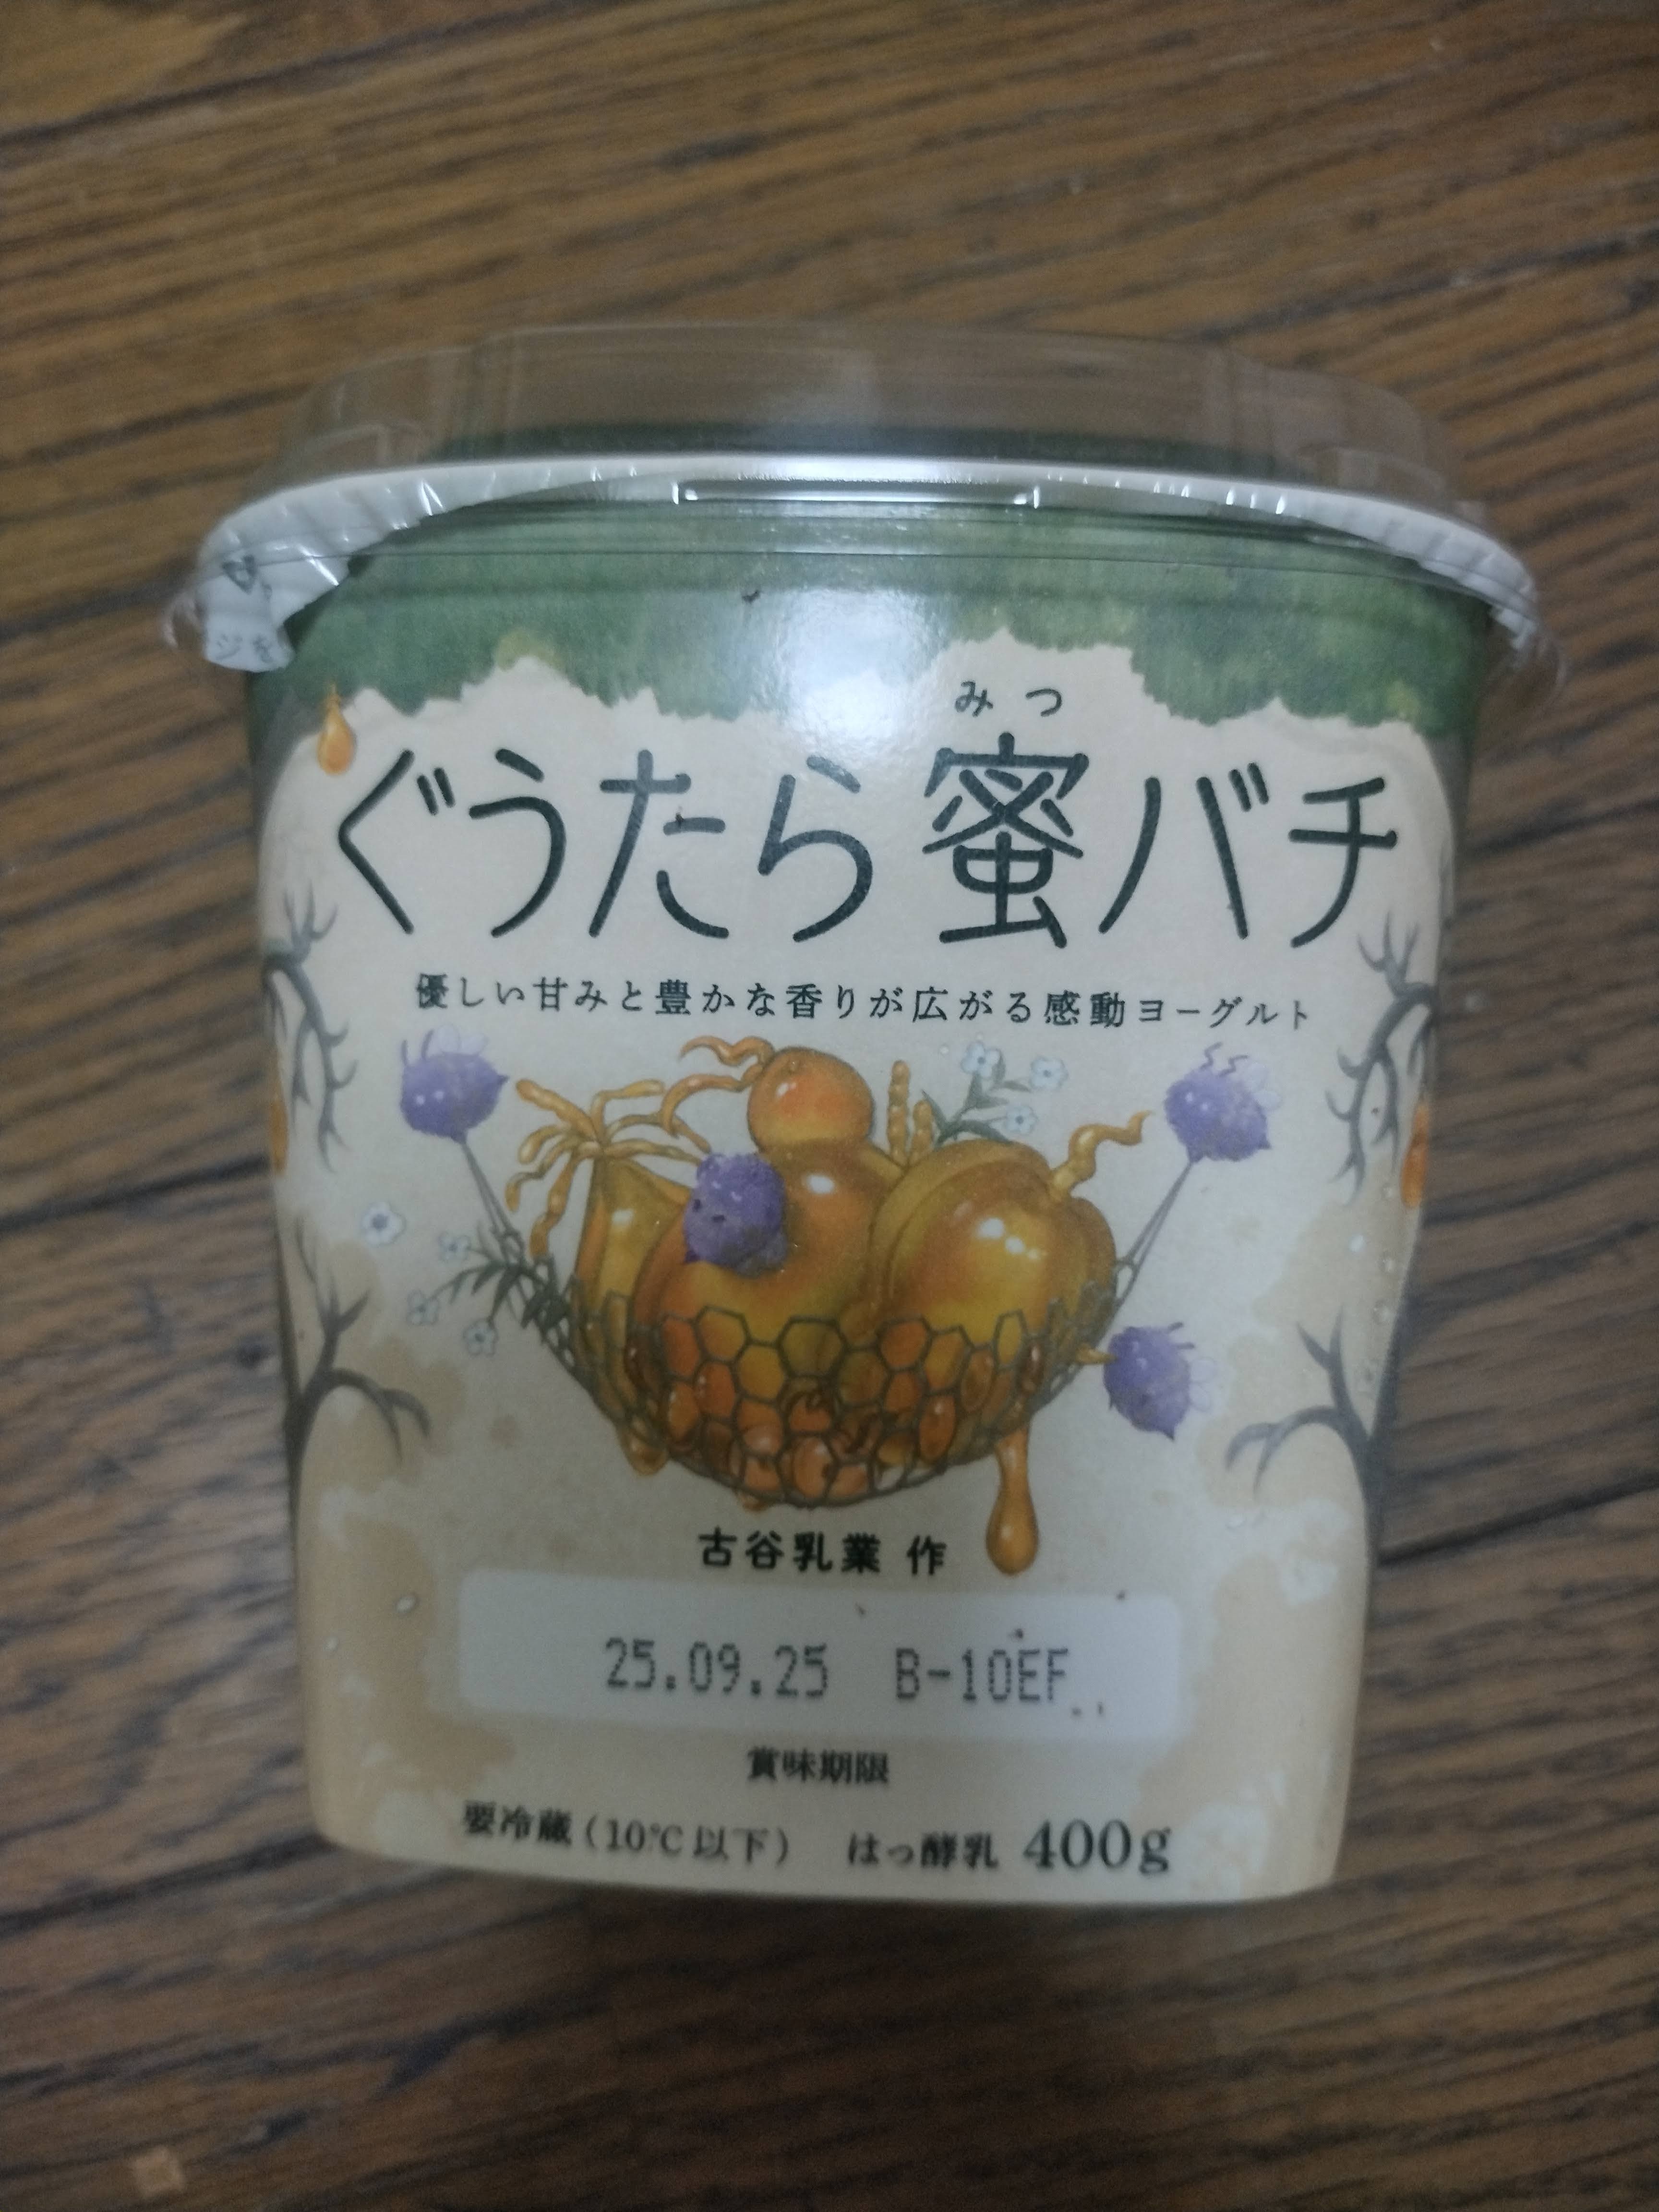 ジを
みつ
ぐうたら蜜バチ
優しい甘みと豊かな香りが広がる感動ヨーグルト
古谷乳業 作
25.09.25 B-10EF
賞味期限
要冷蔵(10℃以下) はっ酵乳 400g